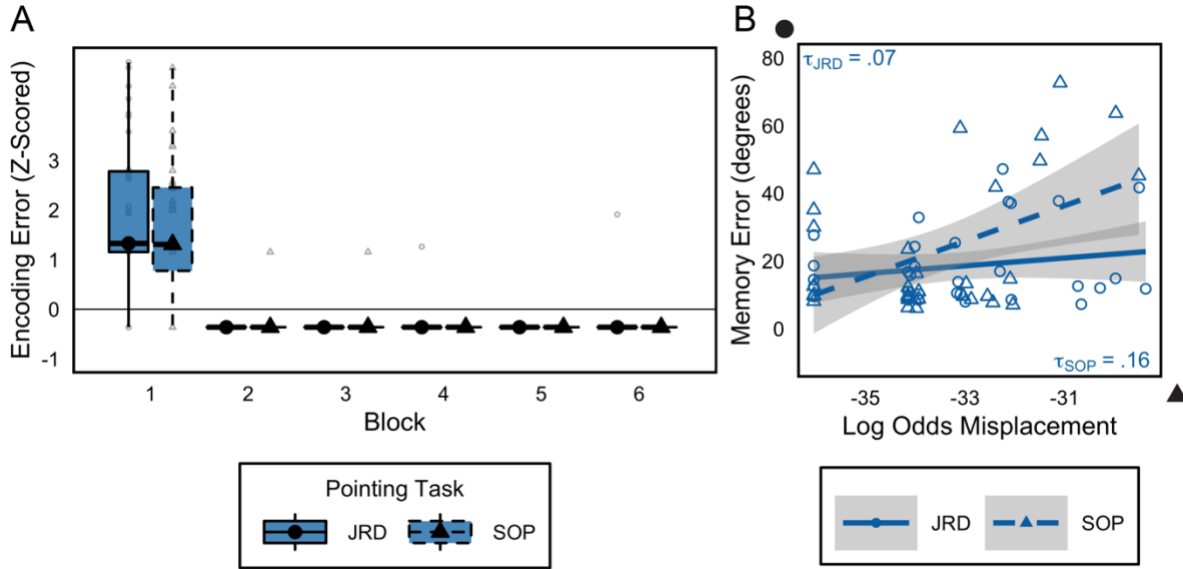 A
Encoding Error (Z-Scored)
3
2
1
0
-1
1 2 3 4 5 6
Block
Pointing Task
JRD SOP
B
Memory Error (degrees)
80
60
40
20
0
τJRD = .07
τSOP = .16
-35 -33 -31
Log Odds Misplacement
JRD SOP